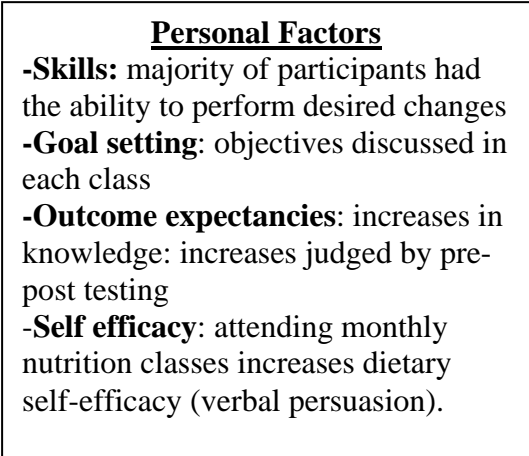 Personal Factors
-Skills: majority of participants had
the ability to perform desired changes
-Goal setting: objectives discussed in
each class
-Outcome expectancies: increases in
knowledge: increases judged by pre-
post testing
-Self efficacy: attending monthly
nutrition classes increases dietary
self-efficacy (verbal persuasion).